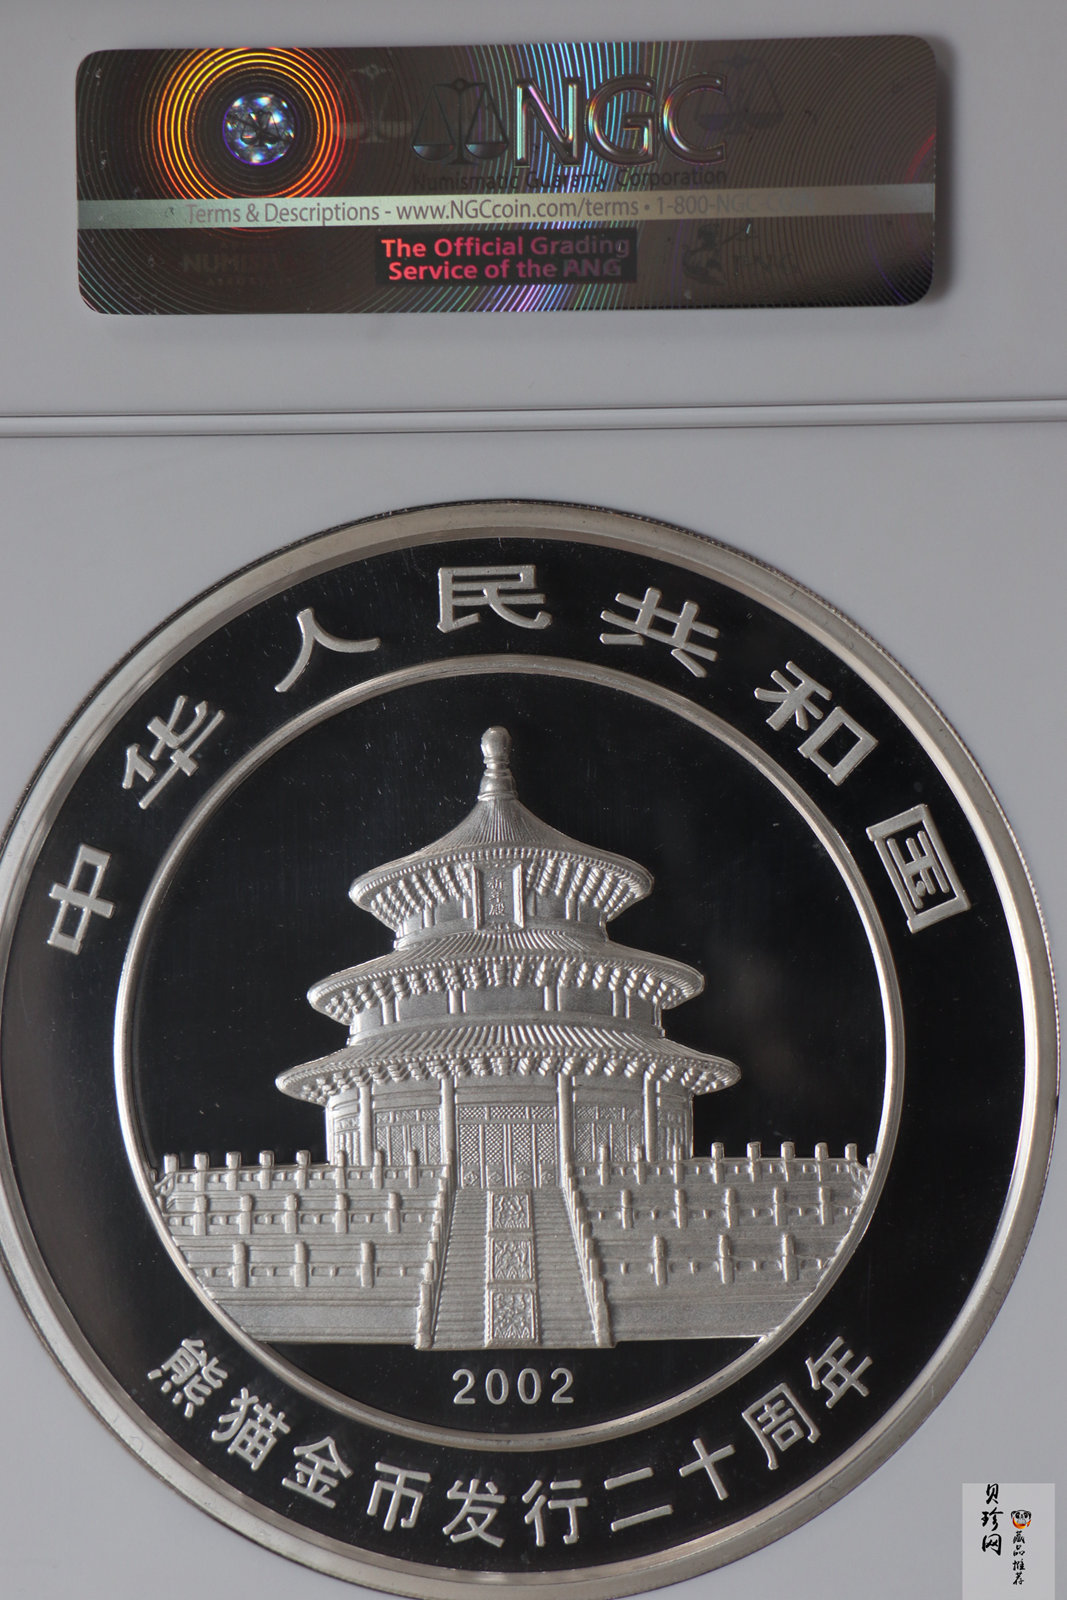 NGC
Numismatic Guaranty Corporation
Terms & Descriptions - www.NGCcoin.com/terms • 1-800-NGC-
The Official Grading
Service of the PNG
中华人民共和国
祈年殿
2002
熊猫金币发行二十周年
贝珍网
藏品推荐